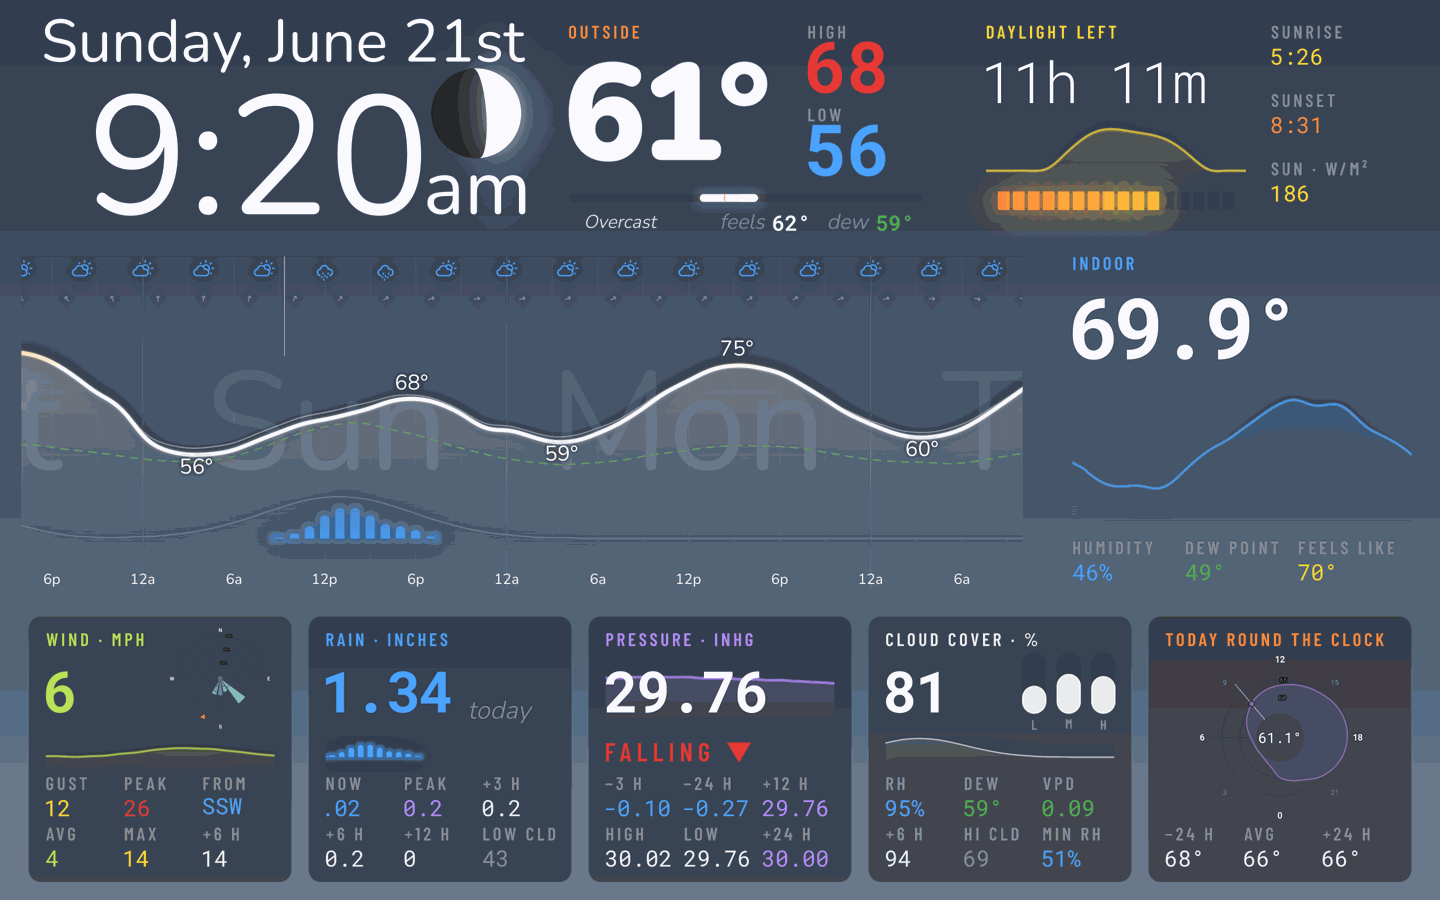 Sunday, June 21st
9:20am
OUTSIDE
61°
HIGH
68
LOW
56
Overcast feels 62° dew 59°
DAYLIGHT LEFT
11h 11m
SUNRISE
5:26
SUNSET
8:31
SUN · W/M²
186
t Sun Mon T
75°
68°
56°
59°
60°
6p 12a 6a 12p 6p 12a 6a 12p 6p 12a 6a
INDOOR
69.9°
HUMIDITY DEW POINT FEELS LIKE
46% 49° 70°
WIND · MPH
N
W E
S
6
GUST PEAK FROM
12 26 SSW
AVG MAX +6 H
4 14 14
RAIN · INCHES
1.34 today
NOW PEAK +3 H
.02 0.2 0.2
+6 H +12 H LOW CLD
0.2 0 43
PRESSURE · INHG
29.76
FALLING ▼
−3 H −24 H +12 H
−0.10 −0.27 29.76
HIGH LOW +24 H
30.02 29.76 30.00
CLOUD COVER · %
81
L M H
RH DEW VPD
95% 59° 0.09
+6 H HI CLD MIN RH
94 69 51%
TODAY ROUND THE CLOCK
12
9 15
6 61.1° 18
3 21
0
−24 H AVG +24 H
68° 66° 66°